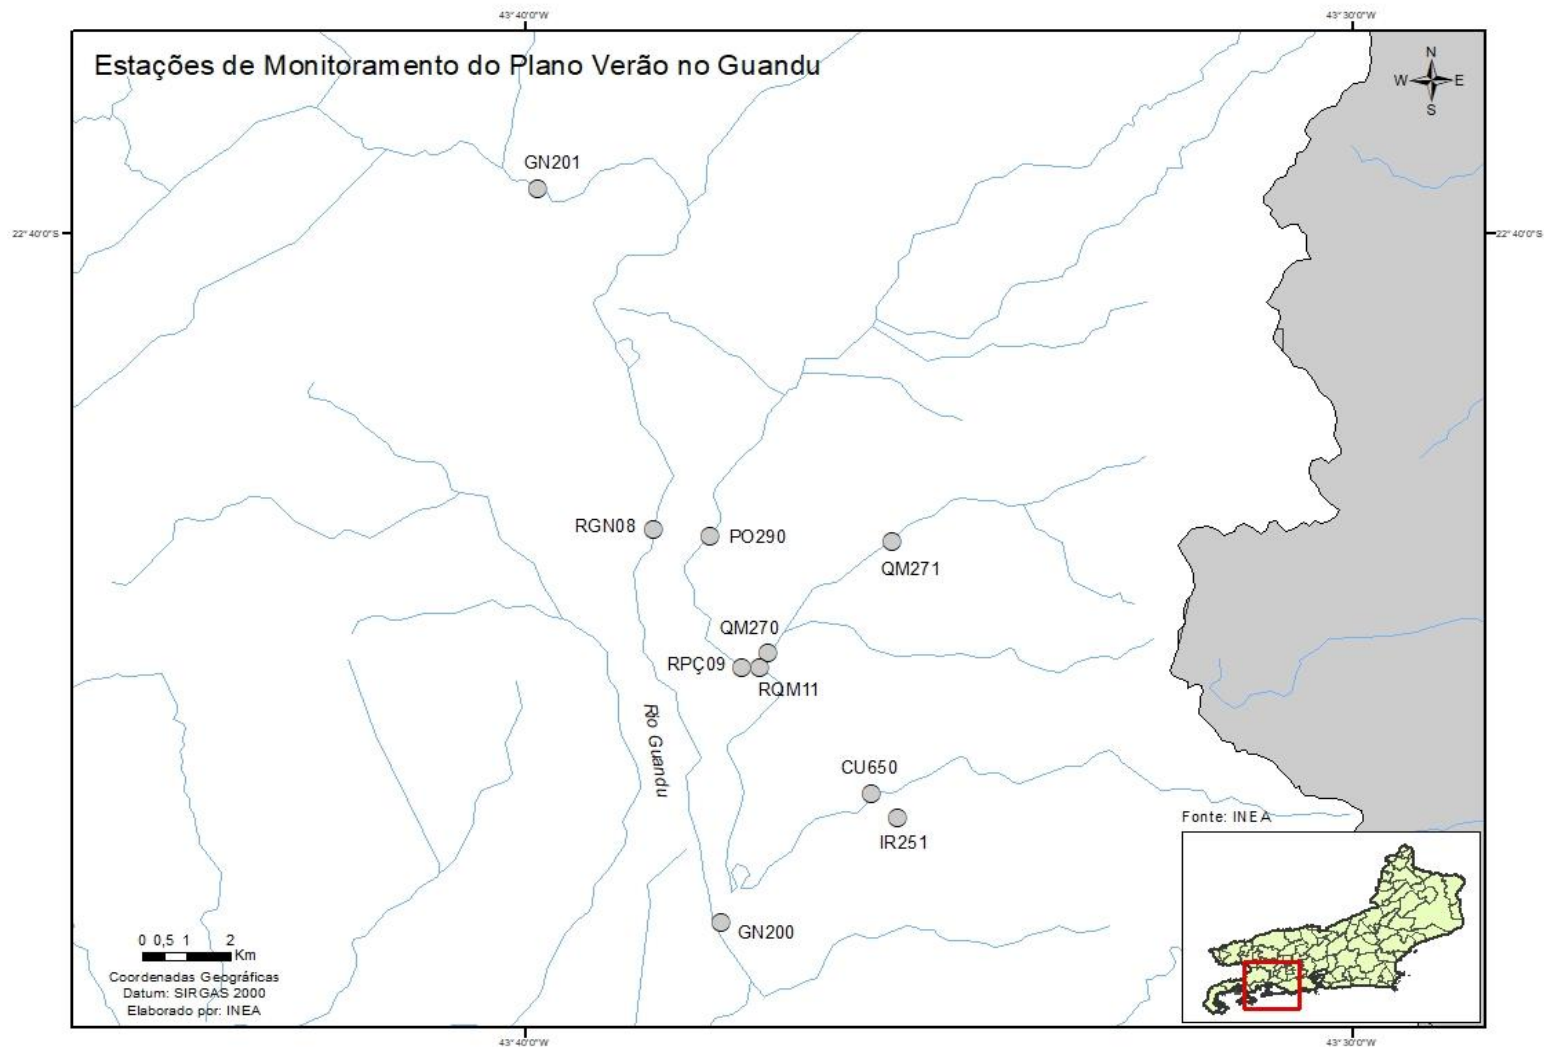 43°40'0"W
43°30'0"W
Estações de Monitoramento do Plano Verão no Guandu
N
W E
S
GN201
22°40'0"S
22°40'0"S
RGN08
PO290
QM271
QM270
RPÇ09
RQM11
Rio Guandu
CU650
IR251
Fonte: INEA
GN200
0 0,5 1 2
Km
Coordenadas Geográficas
Datum: SIRGAS 2000
Elaborado por: INEA
43°40'0"W
43°30'0"W